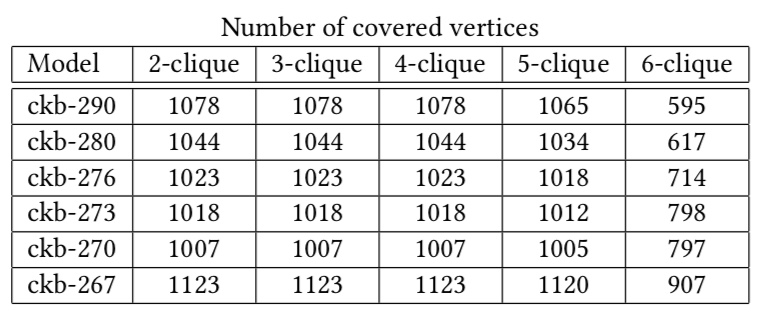 Number of covered vertices
Model 2-clique 3-clique 4-clique 5-clique 6-clique
ckb-290 1078 1078 1078 1065 595
ckb-280 1044 1044 1044 1034 617
ckb-276 1023 1023 1023 1018 714
ckb-273 1018 1018 1018 1012 798
ckb-270 1007 1007 1007 1005 797
ckb-267 1123 1123 1123 1120 907